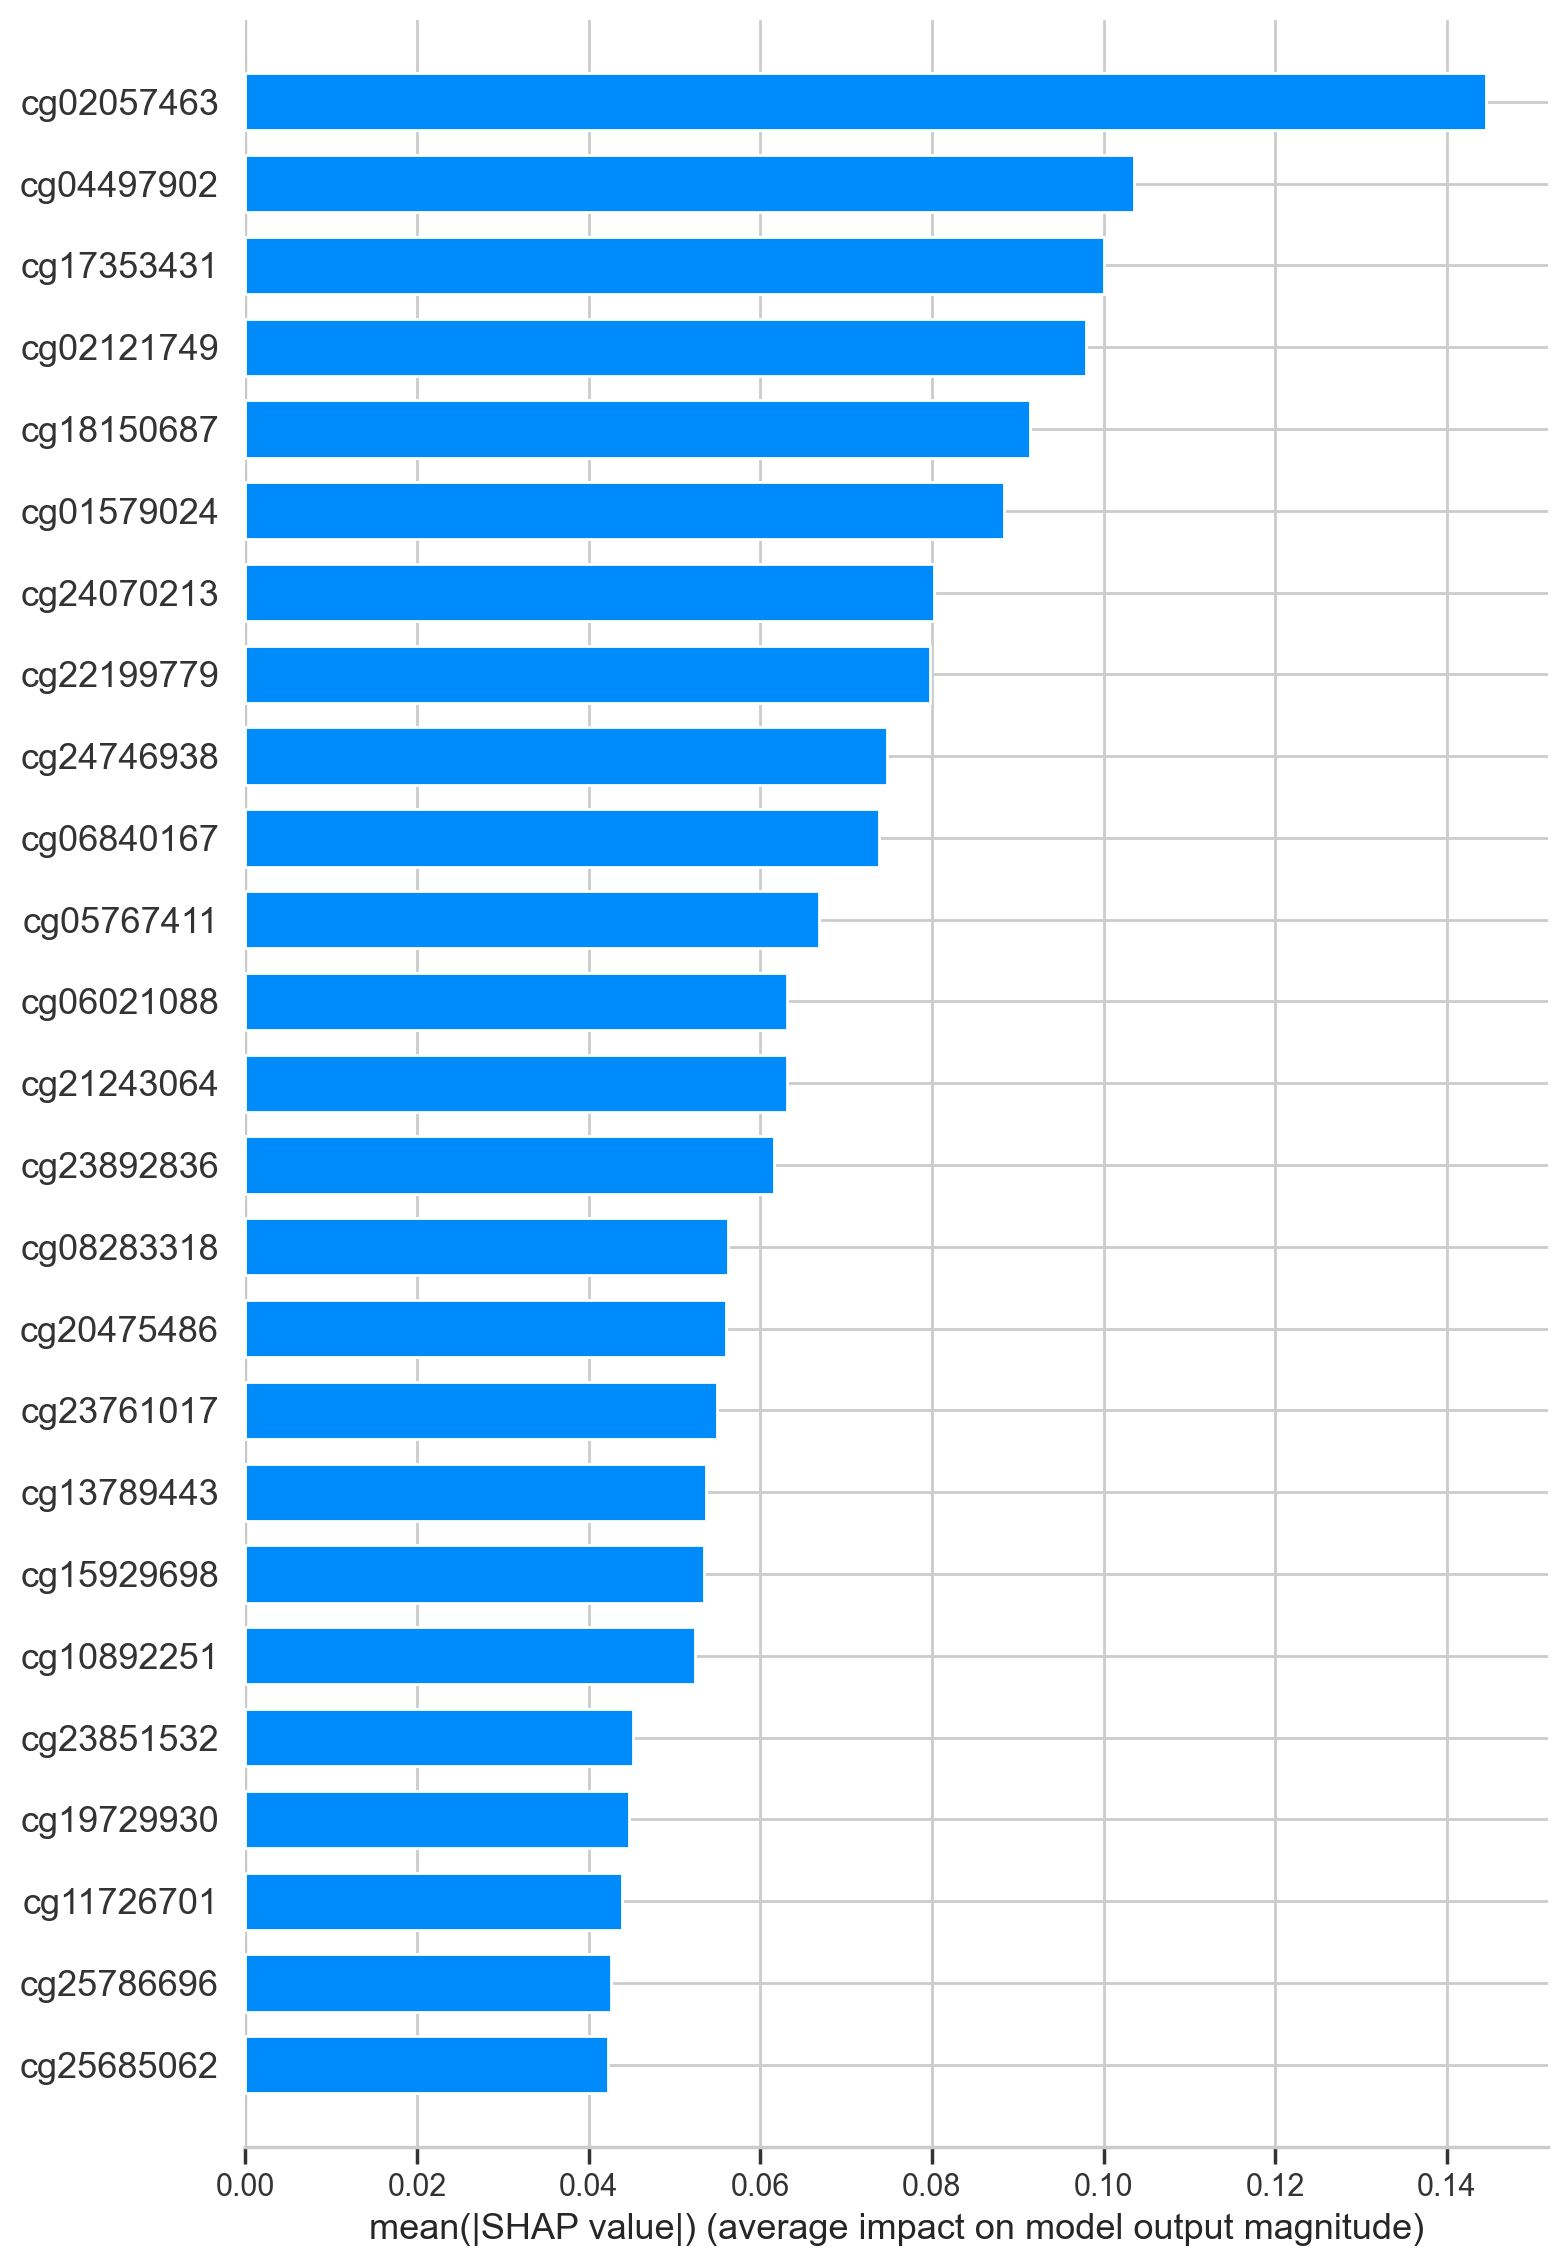 cg02057463
cg04497902
cg17353431
cg02121749
cg18150687
cg01579024
cg24070213
cg22199779
cg24746938
cg06840167
cg05767411
cg06021088
cg21243064
cg23892836
cg08283318
cg20475486
cg23761017
cg13789443
cg15929698
cg10892251
cg23851532
cg19729930
cg11726701
cg25786696
cg25685062
0.00 0.02 0.04 0.06 0.08 0.10 0.12 0.14
mean(|SHAP value|) (average impact on model output magnitude)